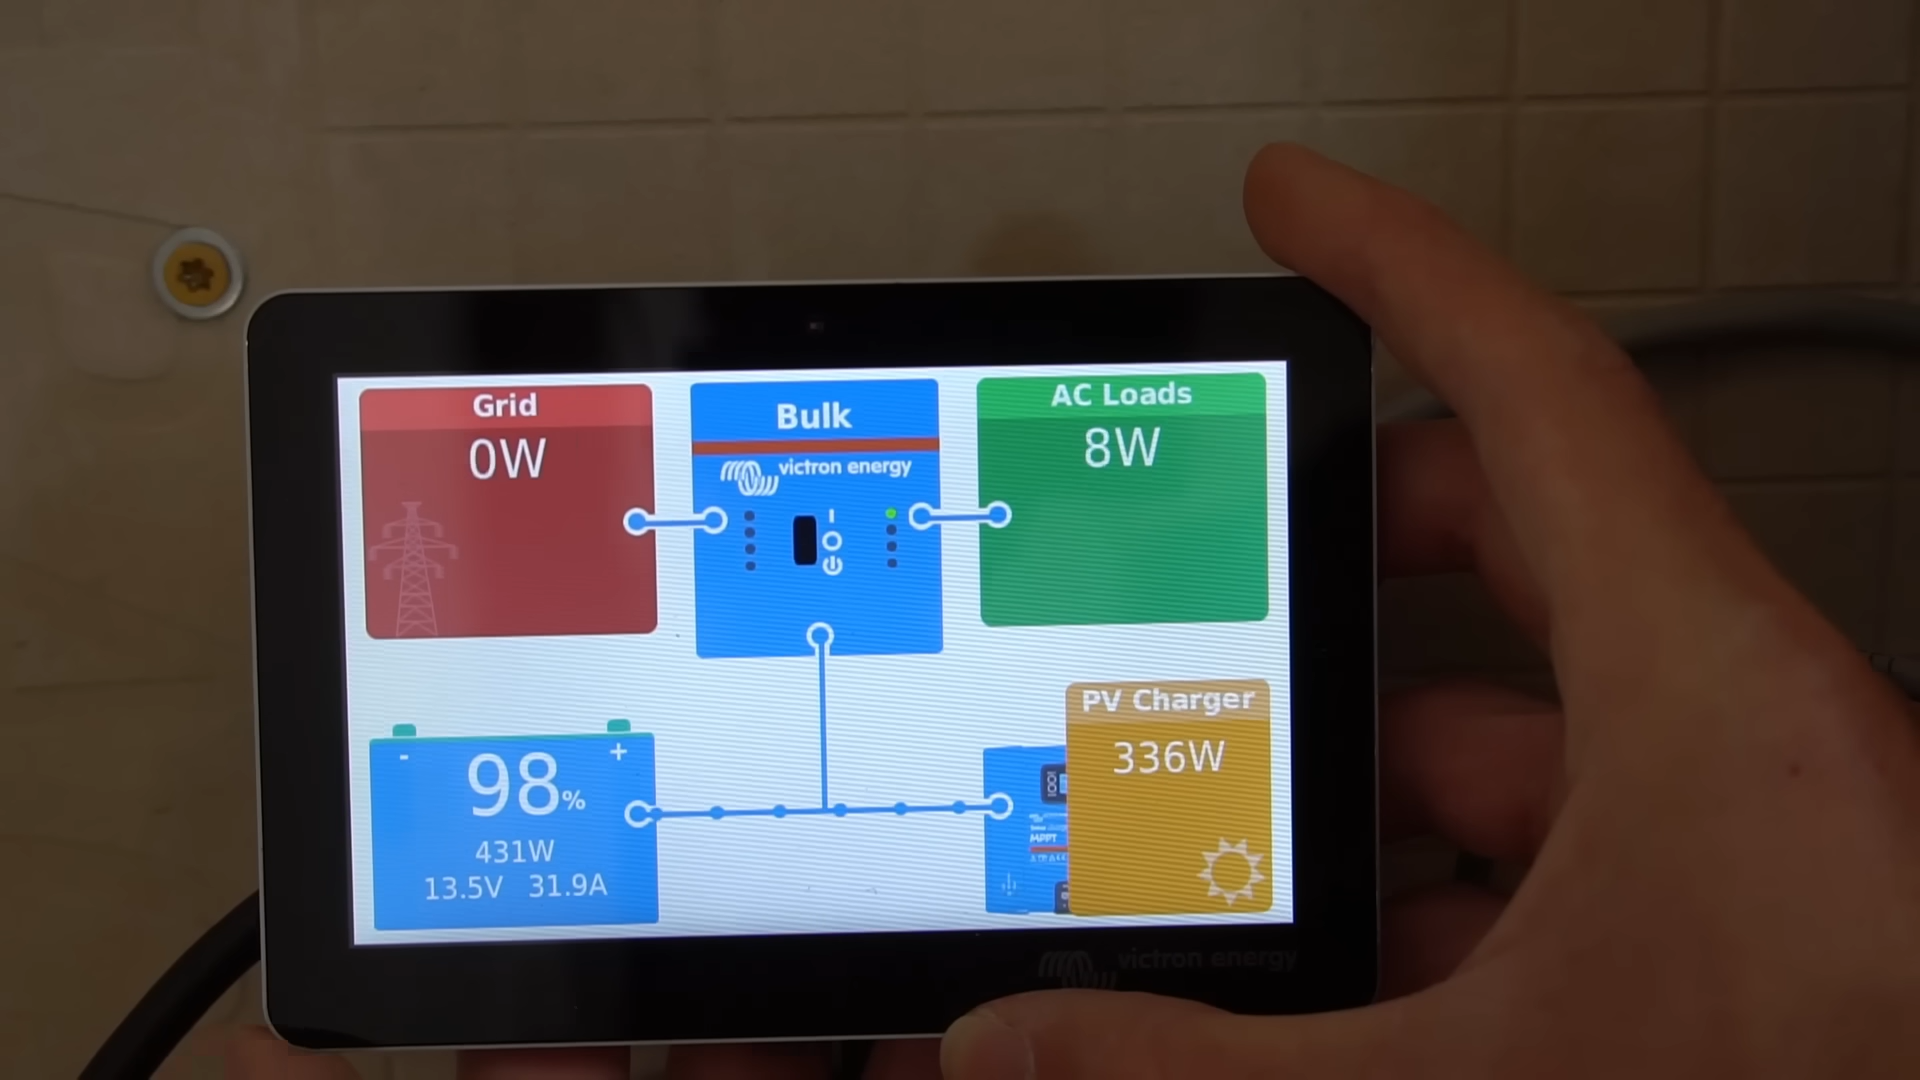 Grid
0W
Bulk
victron energy
AC Loads
8W
- +
98%
431W
13.5V 31.9A
PV Charger
336W
MPPT
victron energy